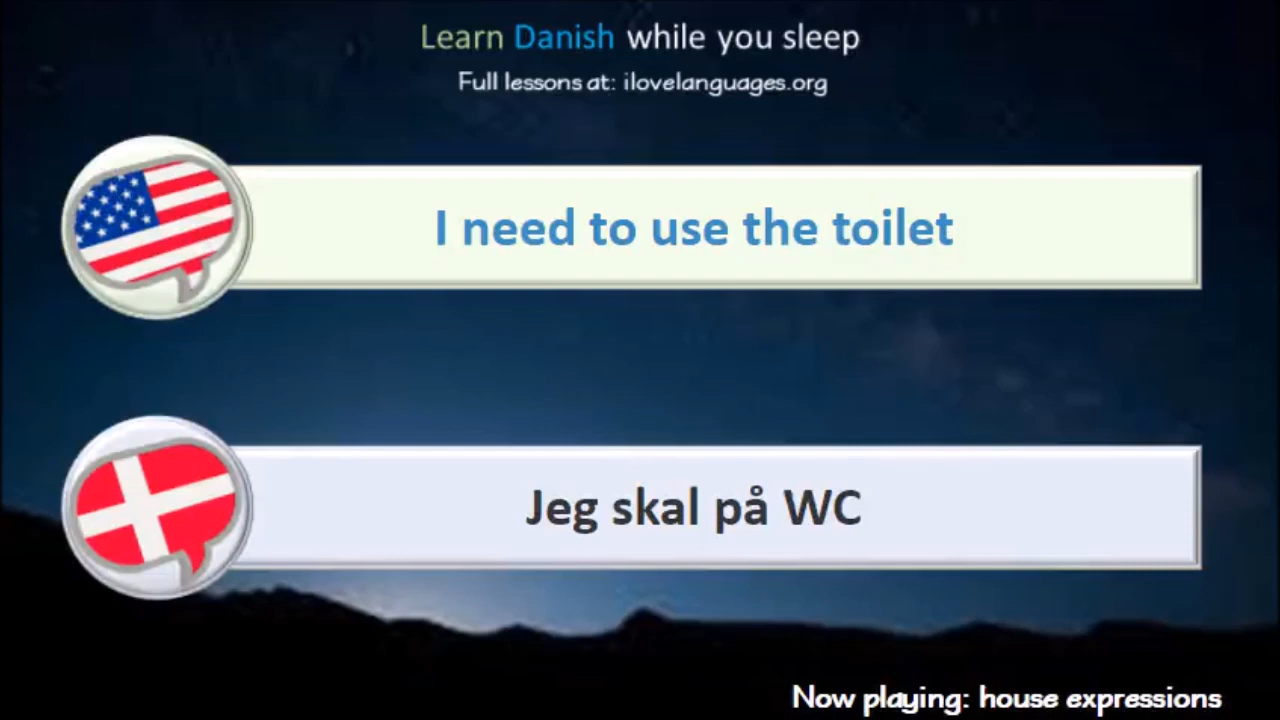 Learn Danish while you sleep
Full lessons at: ilovelanguages.org
I need to use the toilet
Jeg skal på WC
Now playing: house expressions